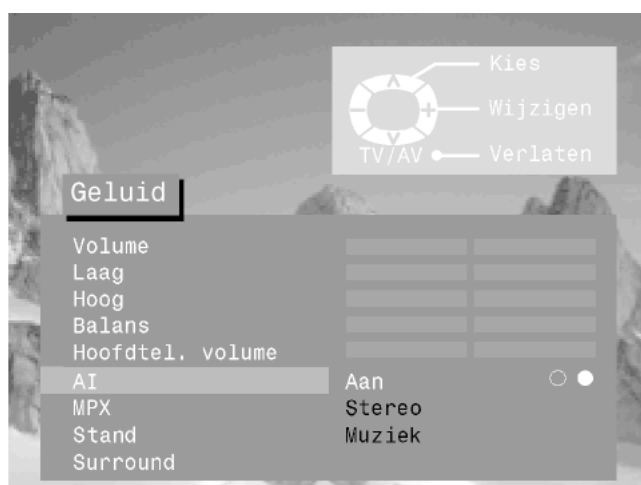 Kies
Wijzigen
TV/AV Verlaten
Geluid
Volume
Laag
Hoog
Balans
Hoofdtel. volume
AI Aan
MPX Stereo
Stand Muziek
Surround